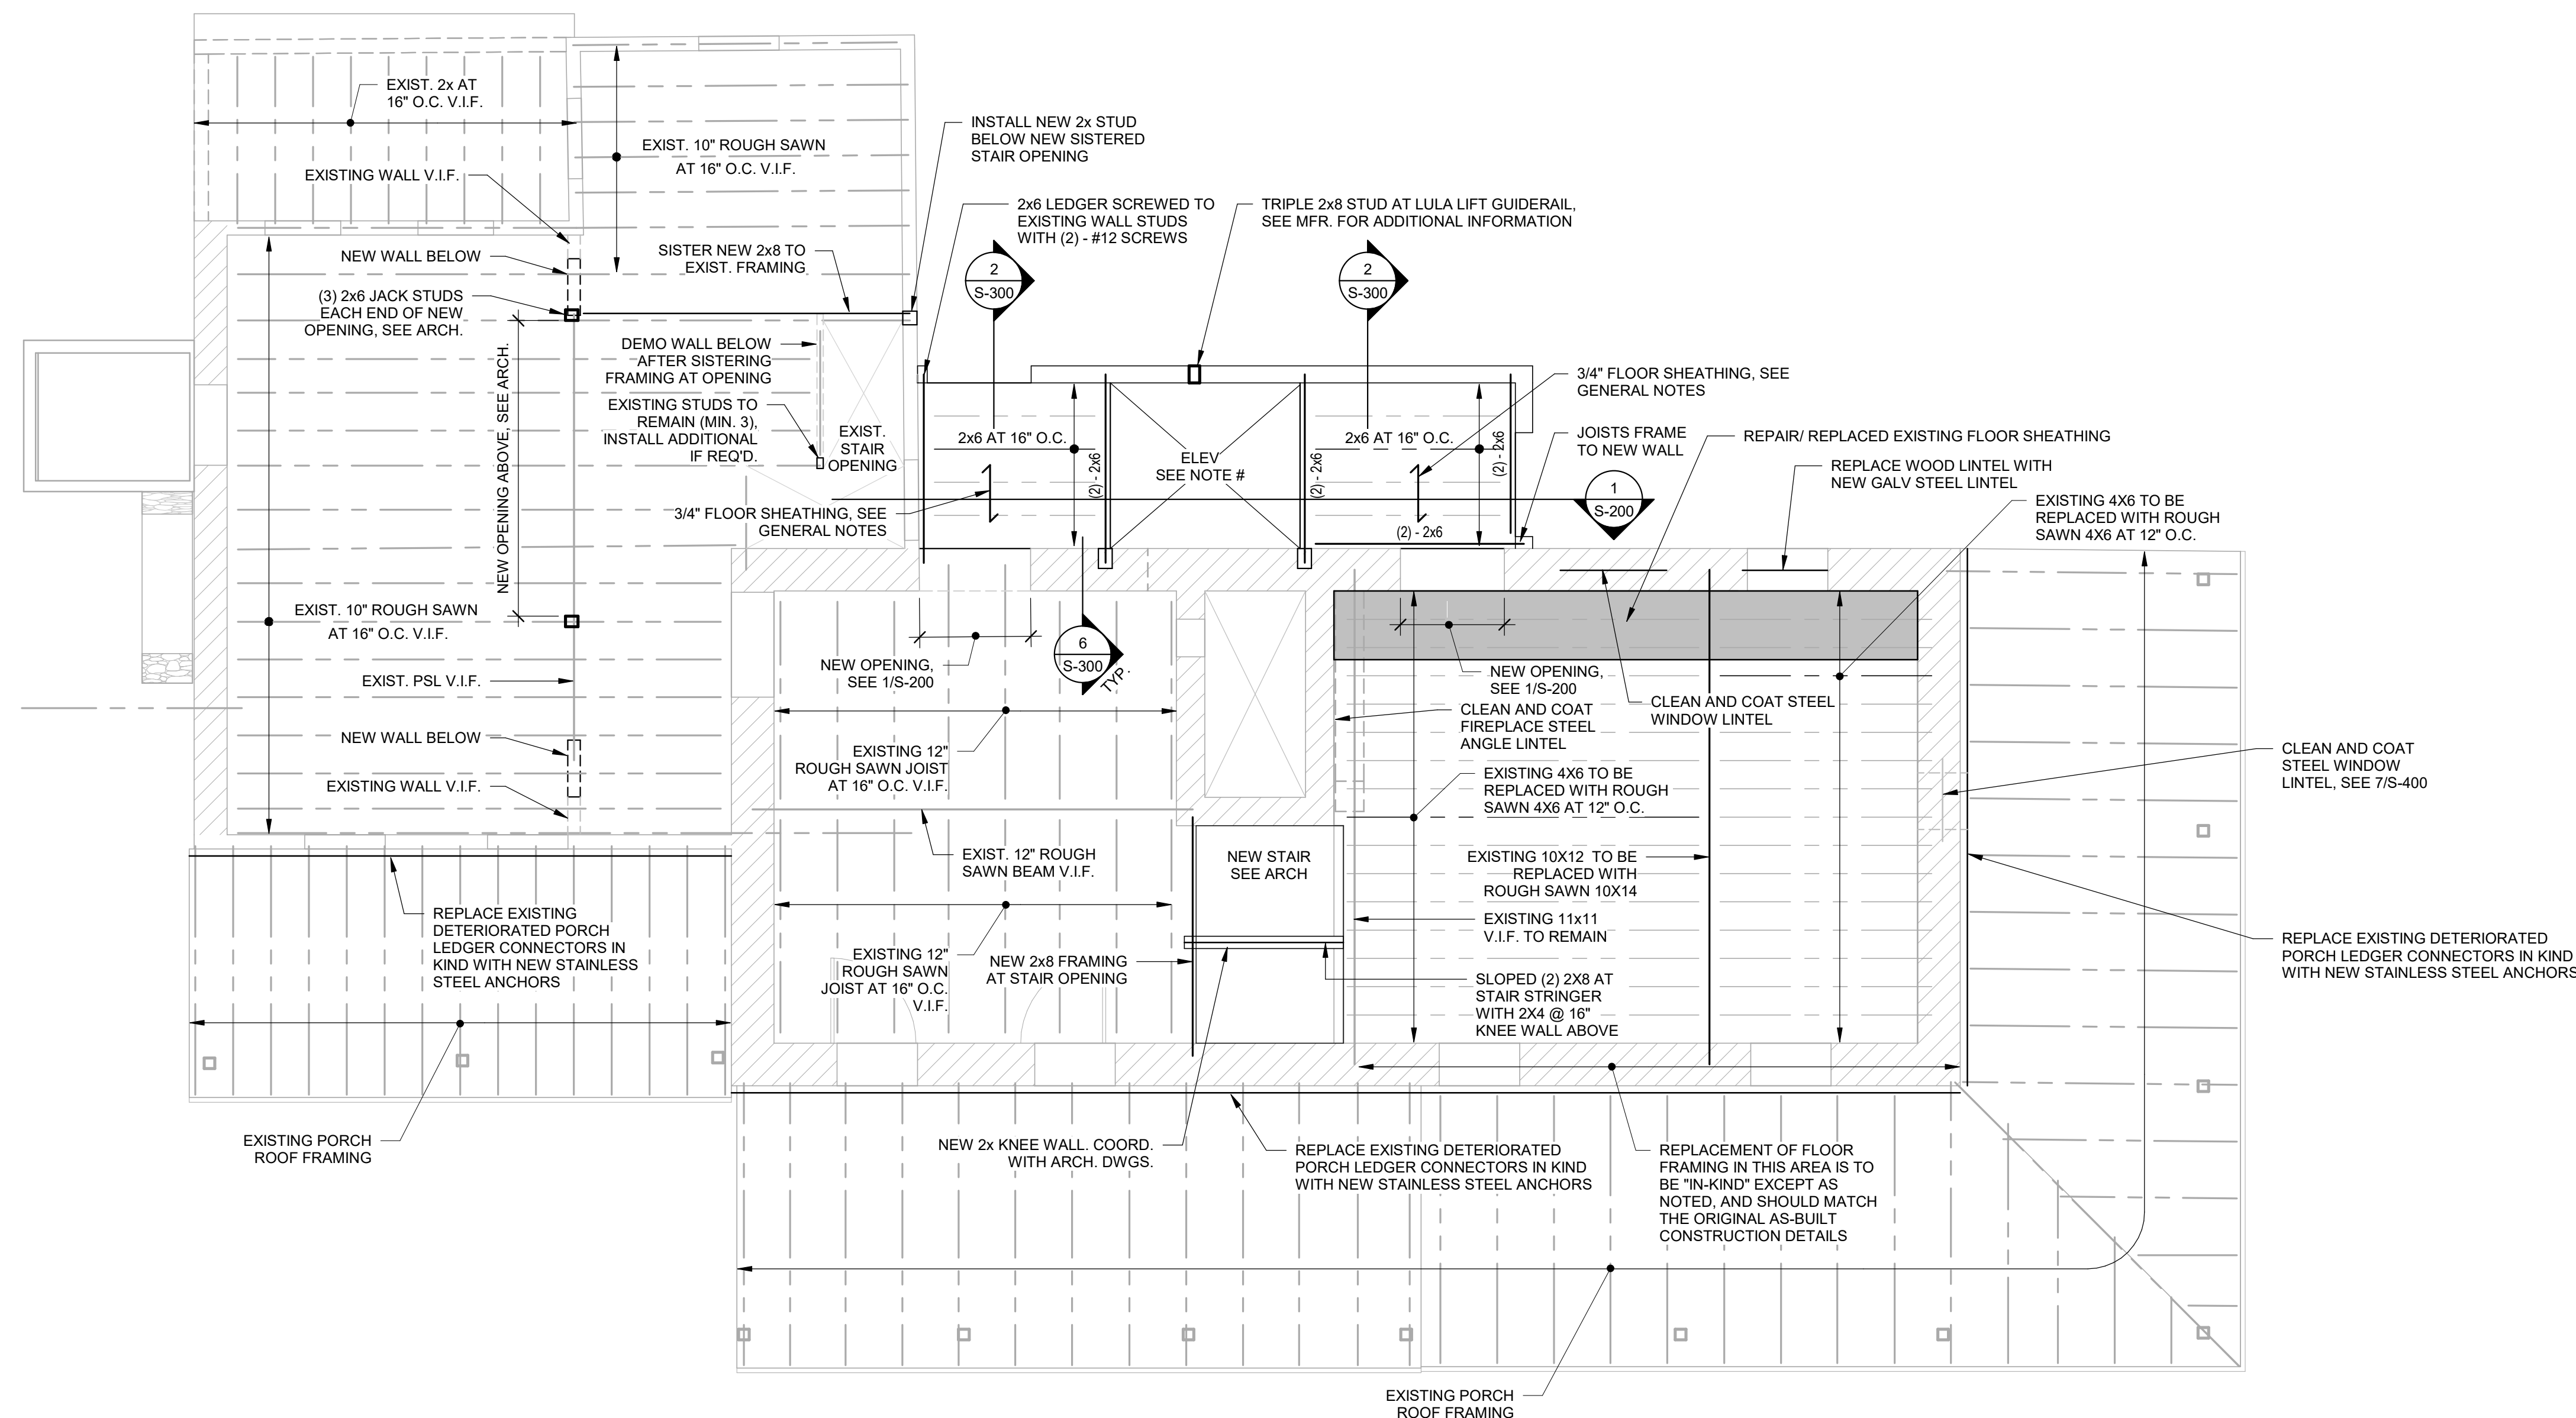 EXIST. 2x AT
16" O.C. V.I.F.
EXISTING WALL V.I.F.
EXIST. 10" ROUGH SAWN
AT 16" O.C. V.I.F.
INSTALL NEW 2x STUD
BELOW NEW SISTERED
STAIR OPENING
NEW WALL BELOW
SISTER NEW 2x8 TO
EXIST. FRAMING
2x6 LEDGER SCREWED TO
EXISTING WALL STUDS
WITH (2) - #12 SCREWS
TRIPLE 2x8 STUD AT LULA LIFT GUIDERAIL,
SEE MFR. FOR ADDITIONAL INFORMATION
2
S-300
2
S-300
(3) 2x6 JACK STUDS
EACH END OF NEW
OPENING, SEE ARCH.
NEW OPENING ABOVE, SEE ARCH.
DEMO WALL BELOW
AFTER SISTERING
FRAMING AT OPENING
EXISTING STUDS TO
REMAIN (MIN. 3),
INSTALL ADDITIONAL
IF REQ'D.
EXIST.
STAIR
OPENING
2x6 AT 16" O.C.
(2) - 2x6
ELEV
SEE NOTE #
(2) - 2x6
2x6 AT 16" O.C.
(2) - 2x6
(2) - 2x6
3/4" FLOOR SHEATHING, SEE
GENERAL NOTES
3/4" FLOOR SHEATHING, SEE
GENERAL NOTES
JOISTS FRAME
TO NEW WALL
1
S-200
REPAIR/ REPLACED EXISTING FLOOR SHEATHING
REPLACE WOOD LINTEL WITH
NEW GALV STEEL LINTEL
EXISTING 4X6 TO BE
REPLACED WITH ROUGH
SAWN 4X6 AT 12" O.C.
EXIST. 10" ROUGH SAWN
AT 16" O.C. V.I.F.
EXIST. PSL V.I.F.
NEW WALL BELOW
EXISTING WALL V.I.F.
NEW OPENING,
SEE 1/S-200
6
S-300
TYP.
EXISTING 12"
ROUGH SAWN JOIST
AT 16" O.C. V.I.F.
EXIST. 12" ROUGH
SAWN BEAM V.I.F.
EXISTING 12"
ROUGH SAWN
JOIST AT 16" O.C.
V.I.F.
NEW 2x8 FRAMING
AT STAIR OPENING
NEW STAIR
SEE ARCH
NEW OPENING,
SEE 1/S-200
CLEAN AND COAT
FIREPLACE STEEL
ANGLE LINTEL
CLEAN AND COAT STEEL
WINDOW LINTEL
EXISTING 4X6 TO BE
REPLACED WITH ROUGH
SAWN 4X6 AT 12" O.C.
EXISTING 10X12 TO BE
REPLACED WITH
ROUGH SAWN 10X14
EXISTING 11x11
V.I.F. TO REMAIN
SLOPED (2) 2X8 AT
STAIR STRINGER
WITH 2X4 @ 16"
KNEE WALL ABOVE
CLEAN AND COAT
STEEL WINDOW
LINTEL, SEE 7/S-400
REPLACE EXISTING DETERIORATED
PORCH LEDGER CONNECTORS IN KIND
WITH NEW STAINLESS STEEL ANCHORS
REPLACE EXISTING
DETERIORATED PORCH
LEDGER CONNECTORS IN
KIND WITH NEW STAINLESS
STEEL ANCHORS
EXISTING PORCH
ROOF FRAMING
NEW 2x KNEE WALL. COORD.
WITH ARCH. DWGS.
REPLACE EXISTING DETERIORATED
PORCH LEDGER CONNECTORS IN KIND
WITH NEW STAINLESS STEEL ANCHORS
REPLACEMENT OF FLOOR
FRAMING IN THIS AREA IS TO
BE "IN-KIND" EXCEPT AS
NOTED, AND SHOULD MATCH
THE ORIGINAL AS-BUILT
CONSTRUCTION DETAILS
EXISTING PORCH
ROOF FRAMING